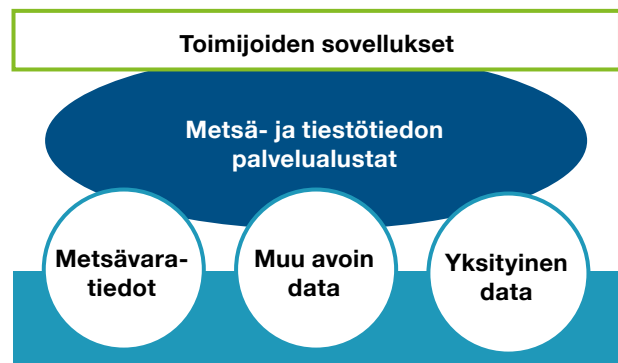 Toimijoiden sovellukset
Metsä- ja tiestötiedon
palvelualustat
Metsävara-
tiedot
Muu avoin
data
Yksityinen
data